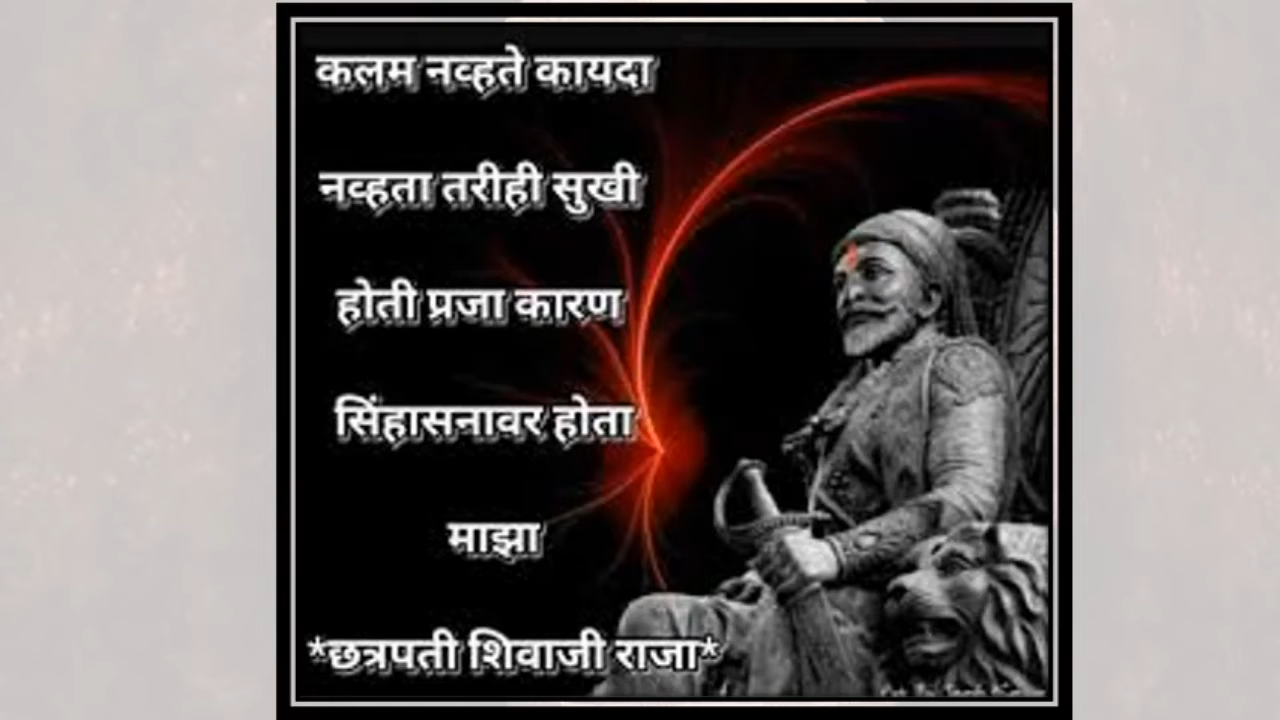 कलम नव्हते कायदा
नव्हता तरीही सुखी
होती प्रजा कारण
सिंहासनावर होता
माझा
*छत्रपती शिवाजी राजा*